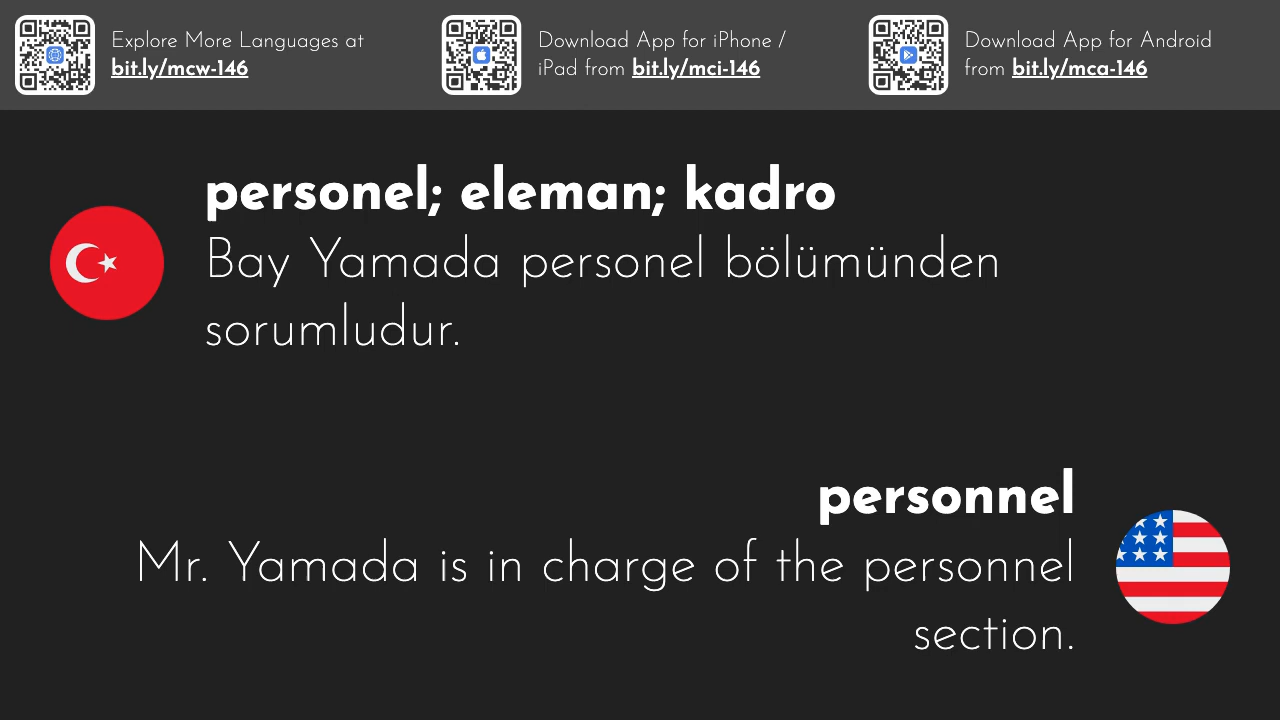 Explore More Languages at
bit.ly/mcw-146
Download App for iPhone /
iPad from bit.ly/mci-146
Download App for Android
from bit.ly/mca-146
personel; eleman; kadro
Bay Yamada personel bölümünden
sorumludur.
personnel
Mr. Yamada is in charge of the personnel
section.